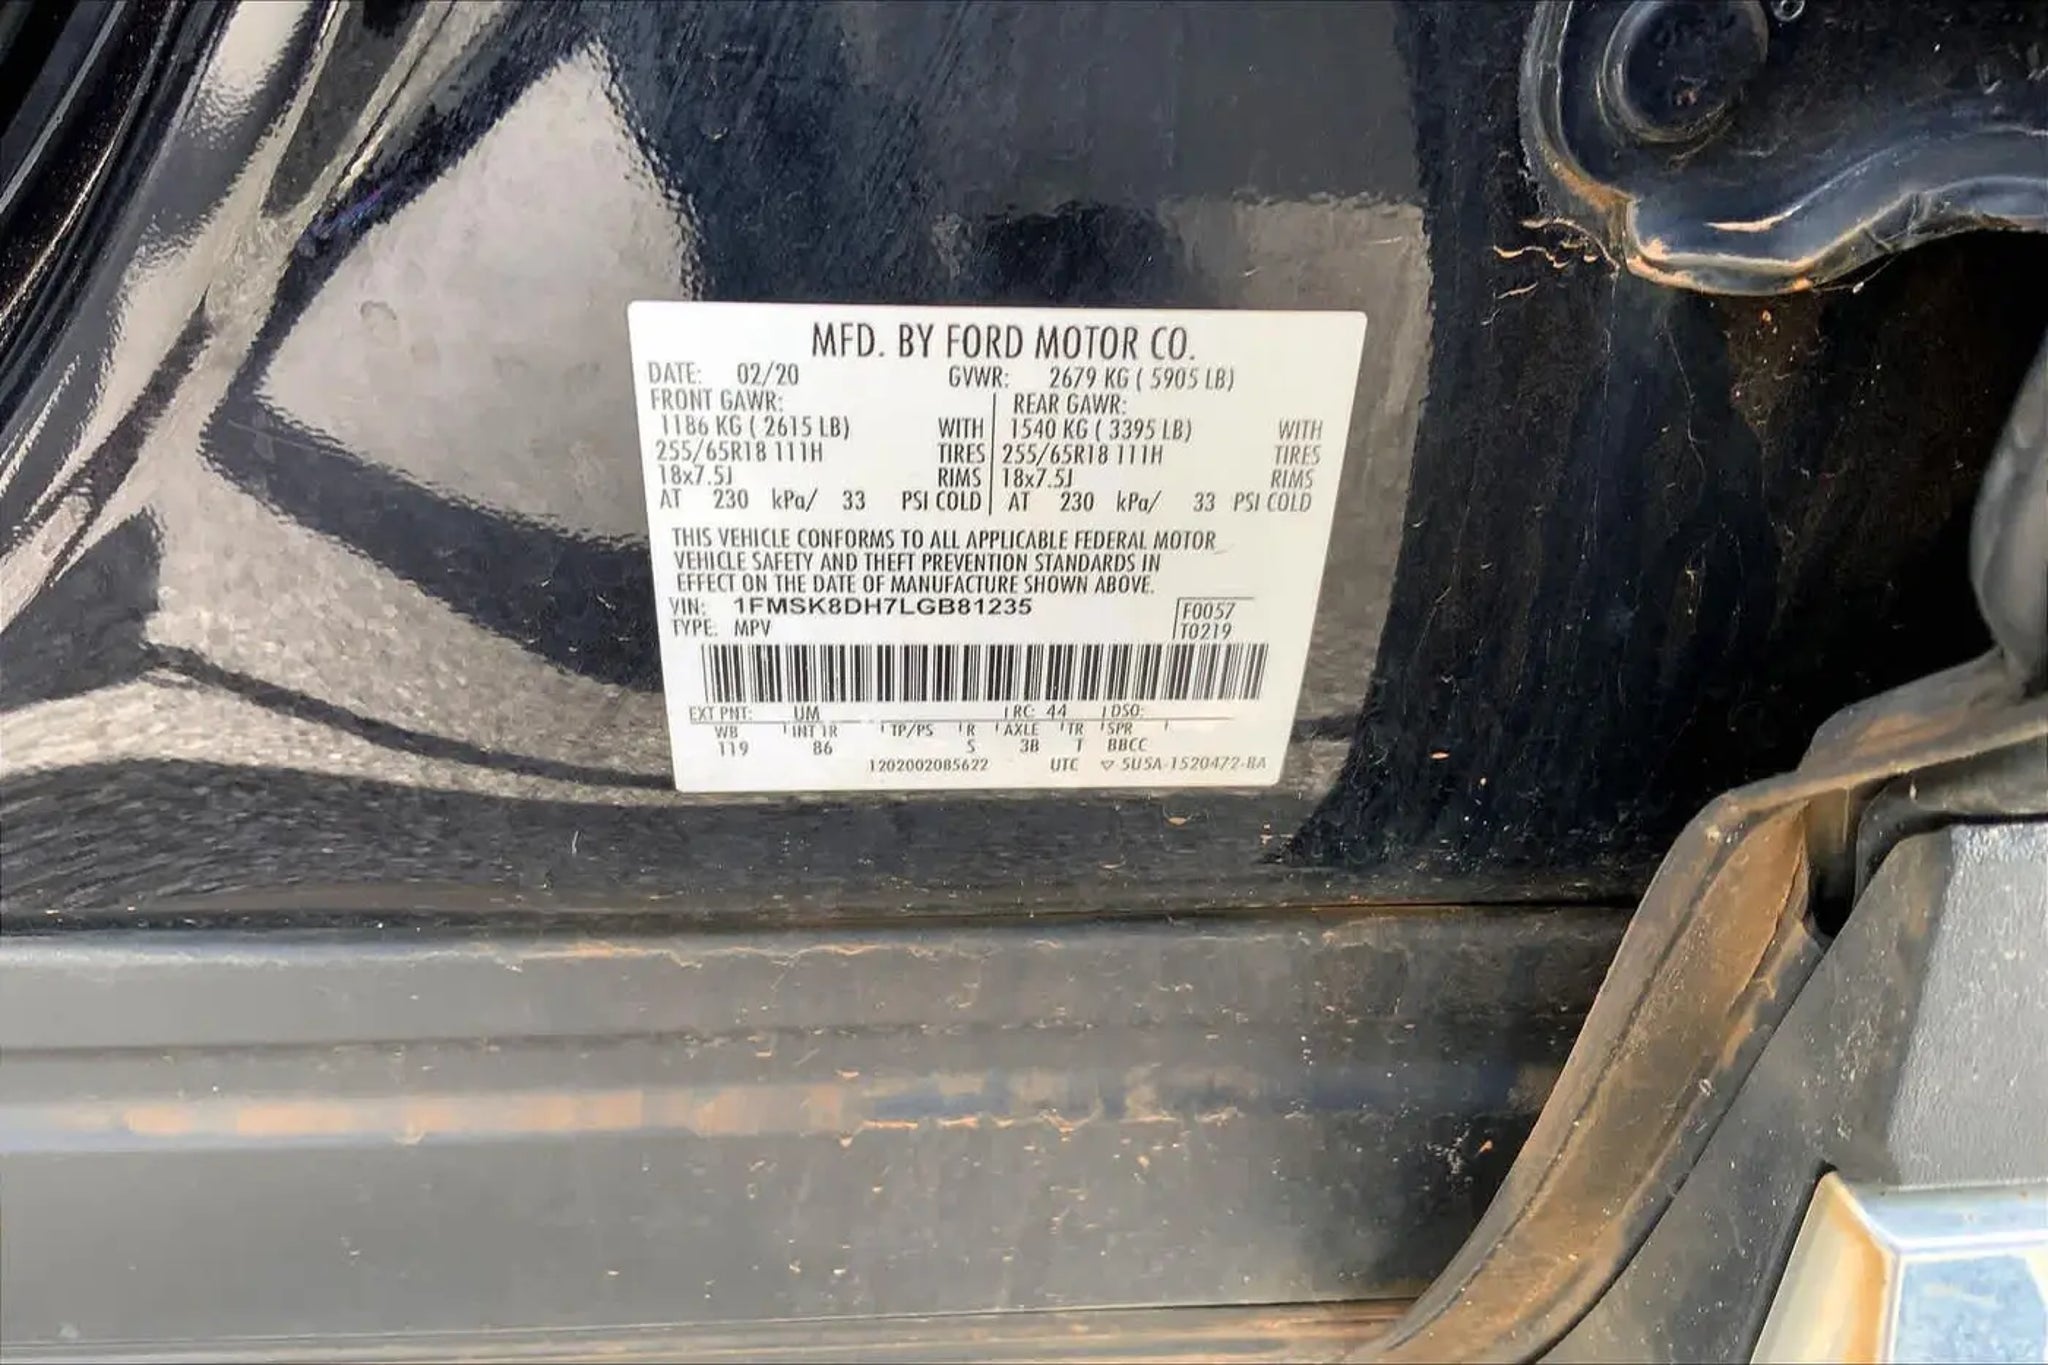 MFD. BY FORD MOTOR CO.
DATE: 02/20 GVWR: 2679 KG ( 5905 LB)
FRONT GAWR: REAR GAWR:
1186 KG ( 2615 LB) WITH 1540 KG ( 3395 LB) WITH
255/65R18 111H TIRES 255/65R18 111H TIRES
18x7.5J RIMS 18x7.5J RIMS
AT 230 kPa/ 33 PSI COLD AT 230 kPa/ 33 PSI COLD
THIS VEHICLE CONFORMS TO ALL APPLICABLE FEDERAL MOTOR
VEHICLE SAFETY AND THEFT PREVENTION STANDARDS IN
EFFECT ON THE DATE OF MANUFACTURE SHOWN ABOVE.
VIN: 1FMSK8DH7LGB81235 F0057
TYPE: MPV T0219
EXT PNT: UM RC: 44 DSO:
WB INT TR TP/PS R AXLE TR SPR
119 86 S 3B T BBCC
1202002085622 UTC ▽ 5U5A-1520472-BA